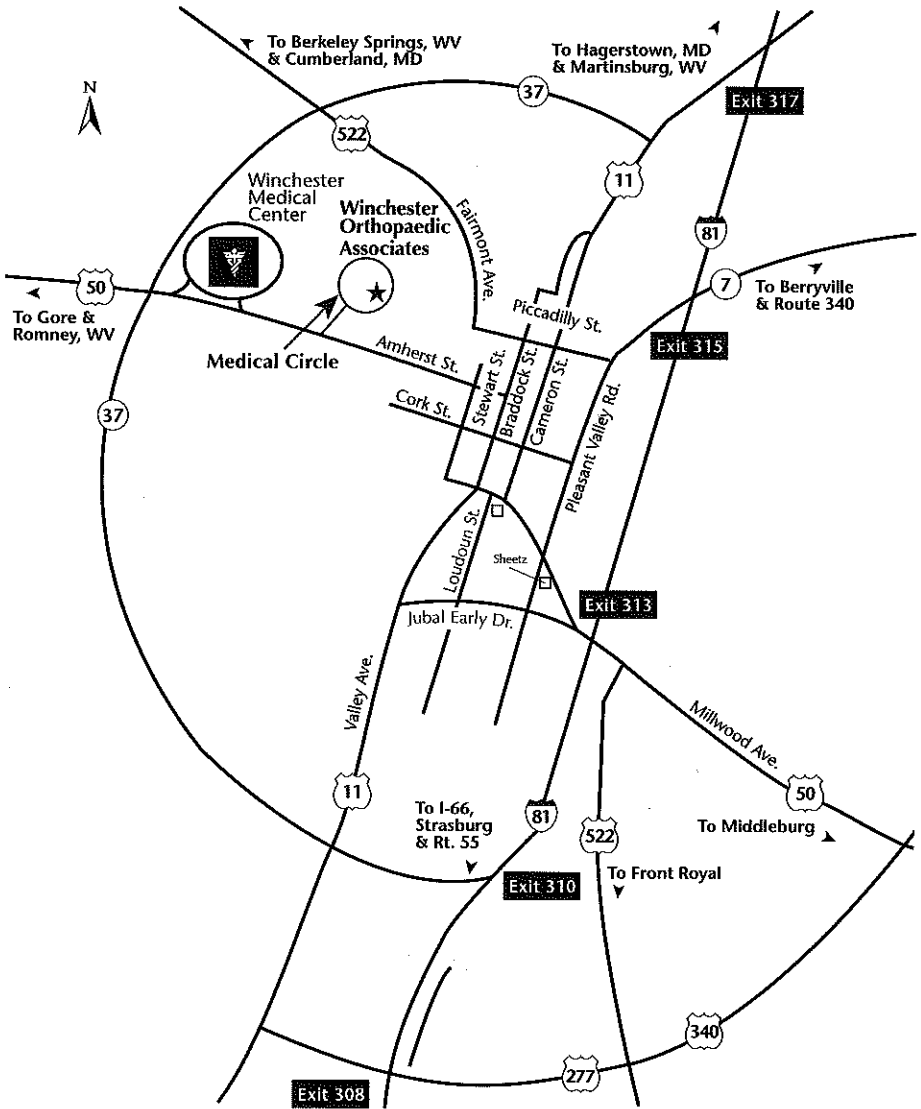 To Berkeley Springs, WV
& Cumberland, MD
To Hagerstown, MD
& Martinsburg, WV
N
37
Exit 317
522
11
Winchester
Medical
Center
Winchester
Orthopaedic
Associates
Fairmont Ave.
81
50
7
To Berryville
& Route 340
To Gore &
Romney, WV
Piccadilly St.
Medical Circle
Amherst St.
Exit 315
Stewart St.
Braddock St.
Cameron St.
Cork St.
37
Pleasant Valley Rd.
Loudoun St.
Sheetz
Exit 313
Jubal Early Dr.
Valley Ave.
Millwood Ave.
11
50
To I-66,
Strasburg
& Rt. 55
81
522
To Middleburg
To Front Royal
Exit 310
340
277
Exit 308